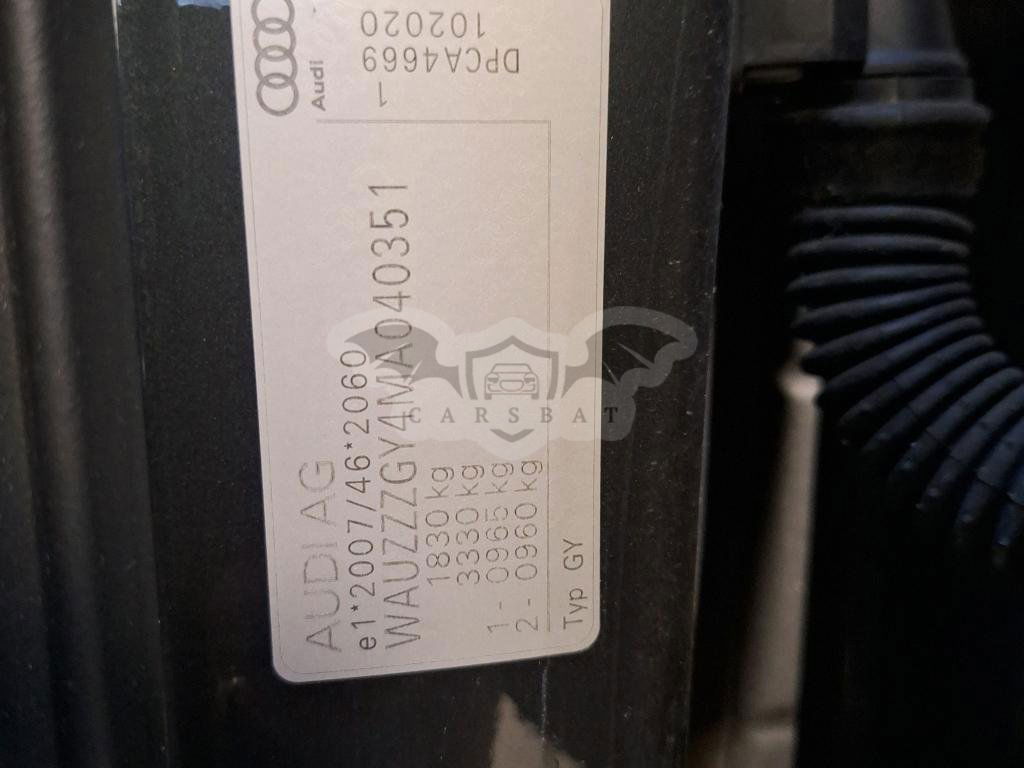 AUDI AG
e1*2007/46*2060
WAUZZZGY4MA040351
1830 kg
3330 kg
1- 0965 kg
2- 0960 kg
Typ GY
Audi
102020
DPCA4669
CARSBAT